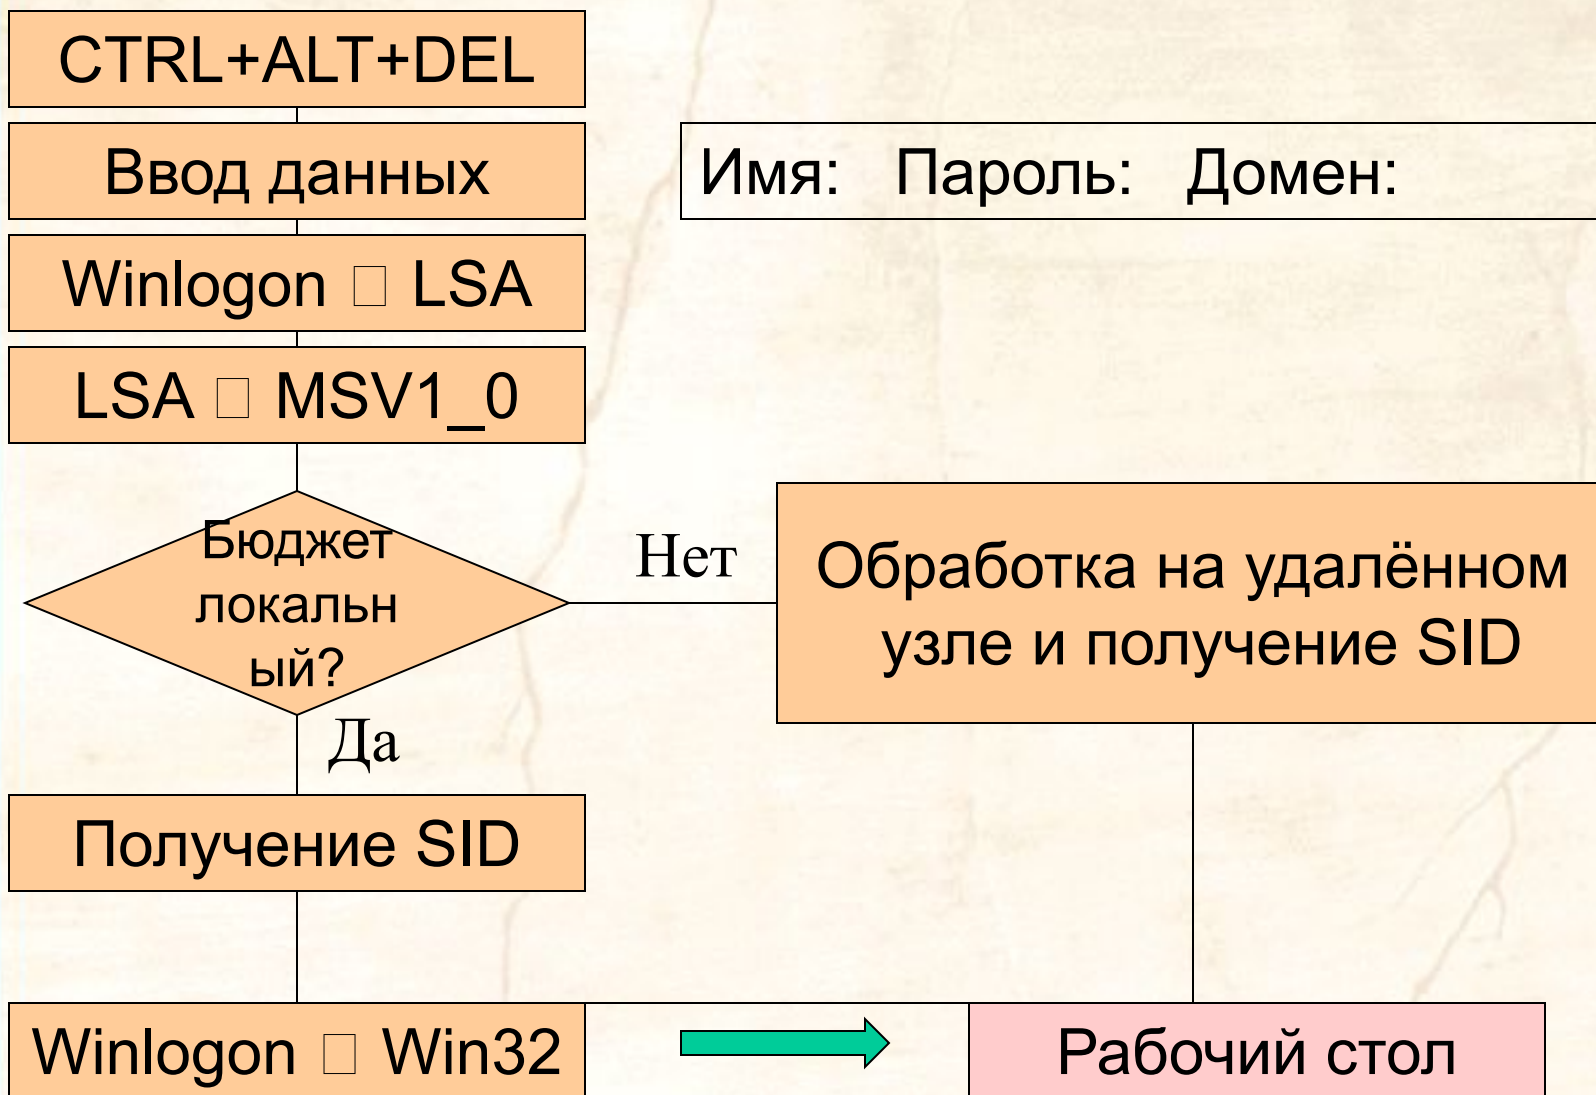 CTRL+ALT+DEL
Ввод данных
Имя: Пароль: Домен:
Winlogon □ LSA
LSA □ MSV1_0
Бюджет
локальн
ый?
Нет
Обработка на удалённом
узле и получение SID
Да
Получение SID
Winlogon □ Win32
Рабочий стол